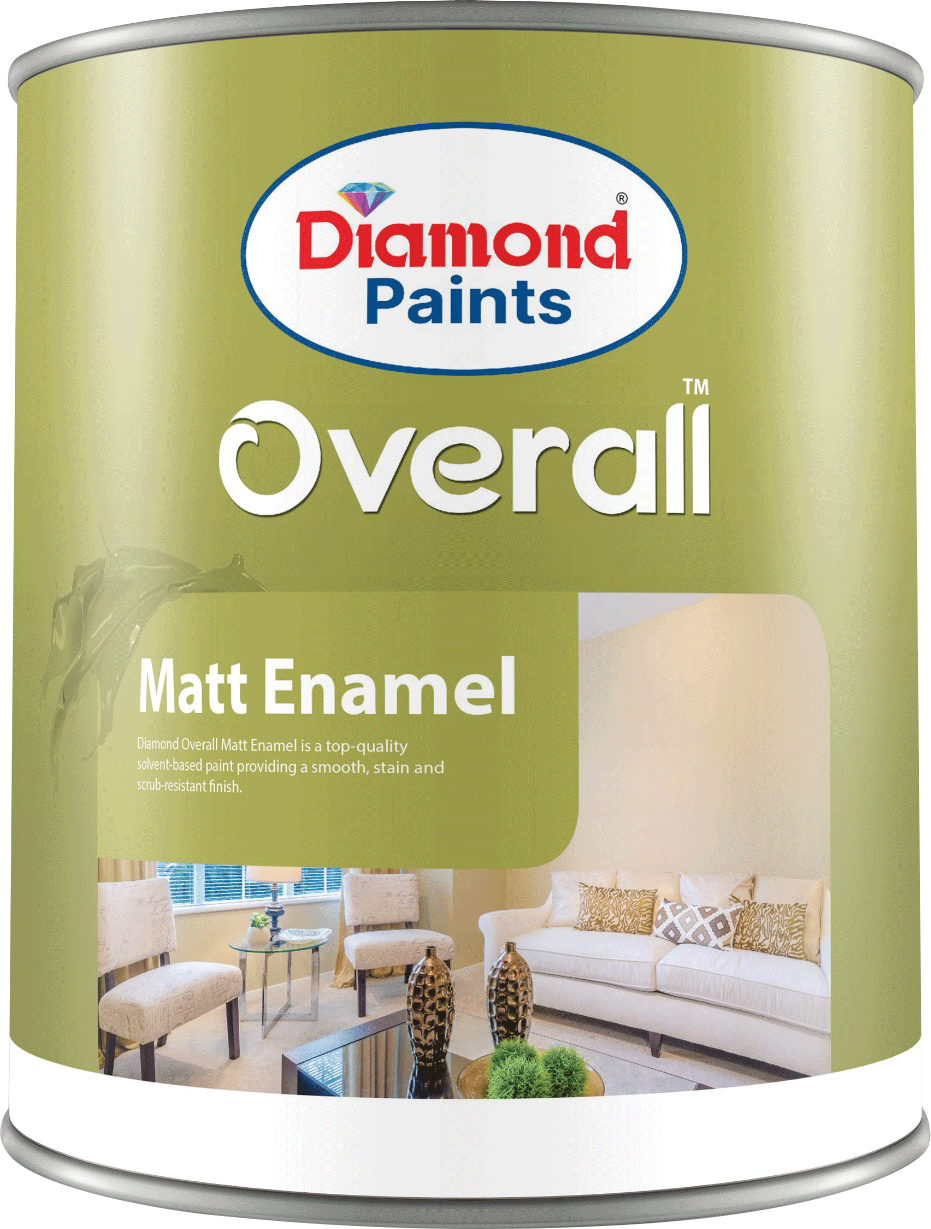 Diamond®
Paints
Overall™
Matt Enamel
Diamond Overall Matt Enamel is a top-quality
solvent-based paint providing a smooth, stain and
scrub-resistant finish.